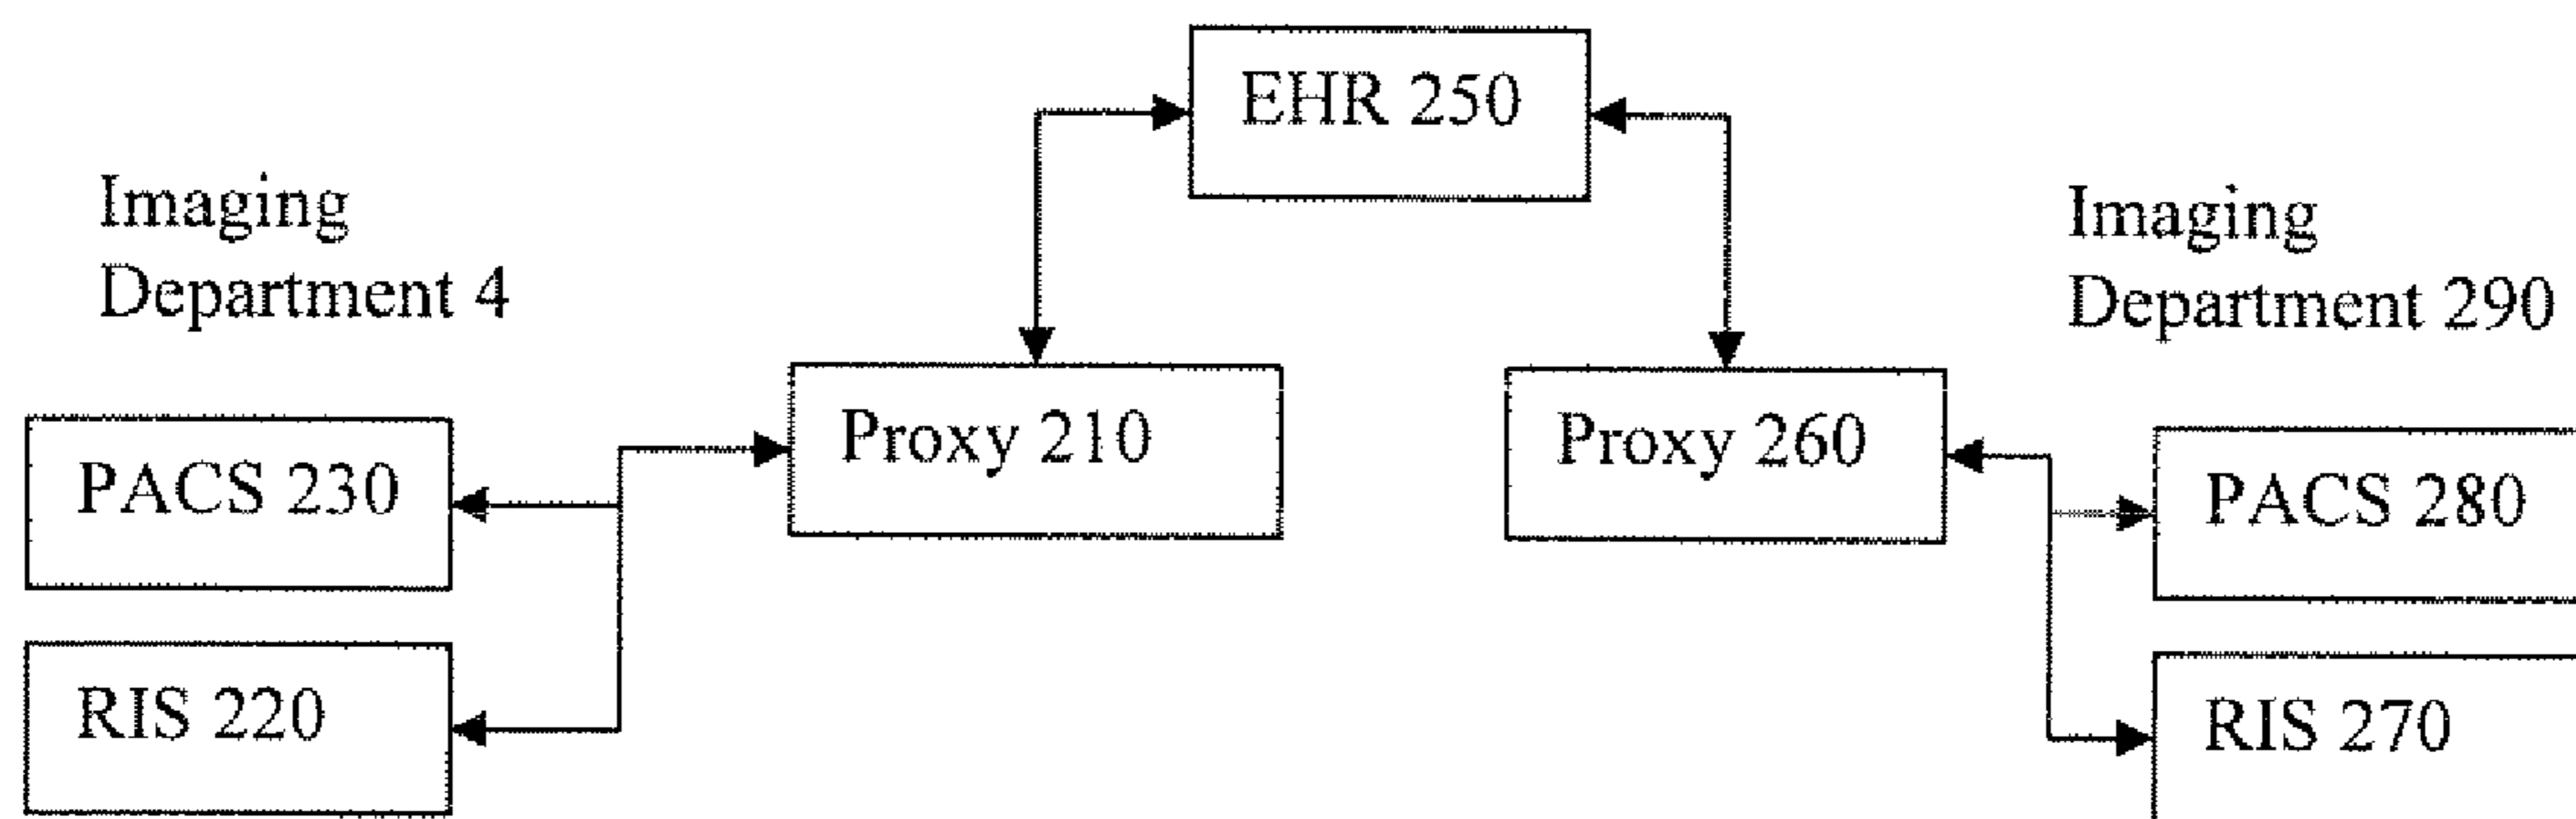 EHR 250
Imaging
Department 4
Imaging
Department 290
Proxy 210
Proxy 260
PACS 230
PACS 280
RIS 220
RIS 270